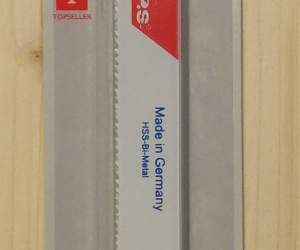 TOPSELLER
Made in Germany
HSS-Bi-Metal